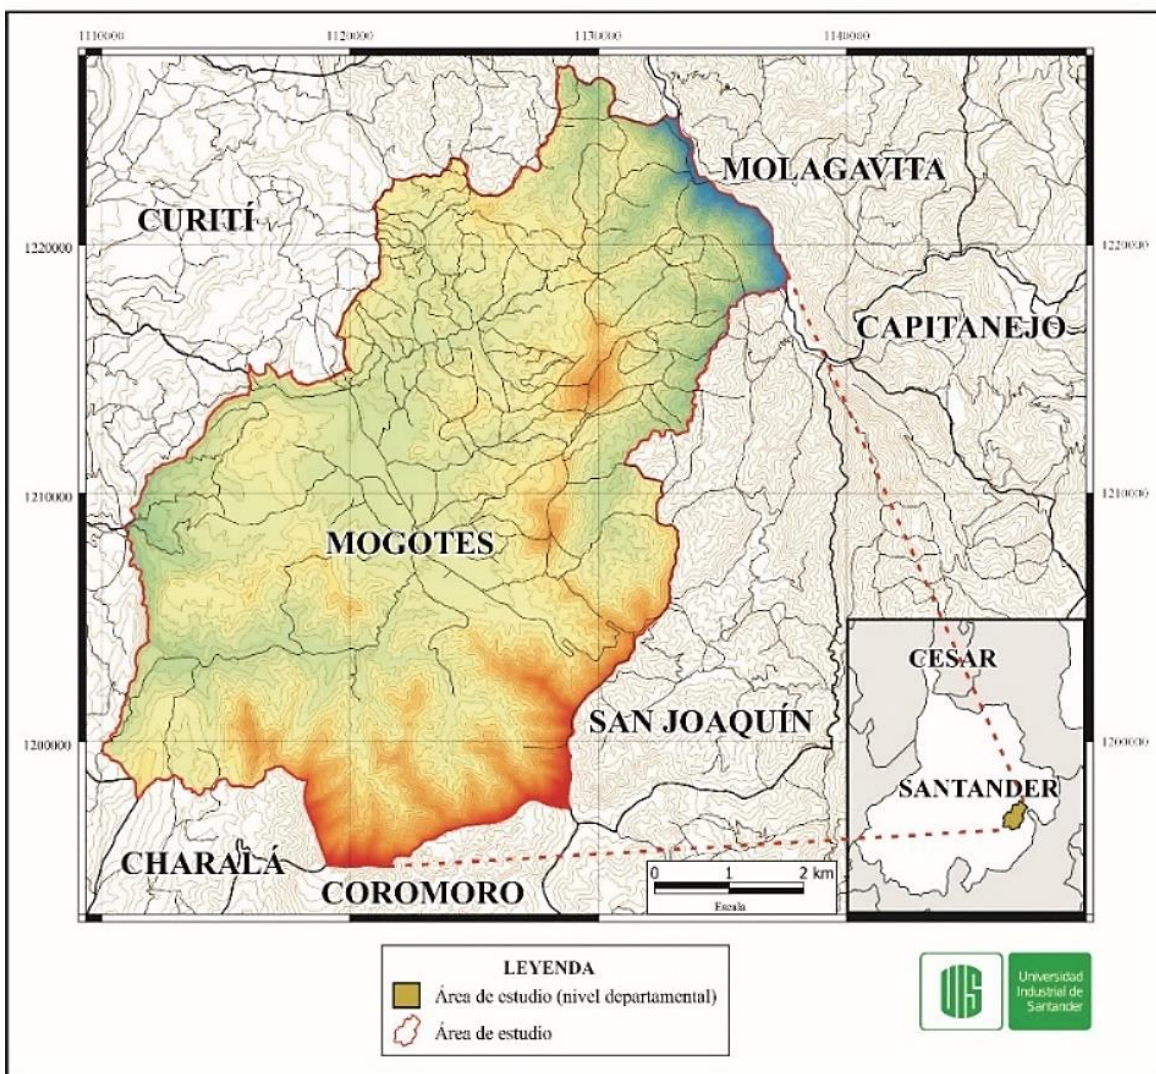 1110000 1120000 1130000 1140000
MOLAGAVITA
CURITÍ
1220000 1220000
CAPITANEJO
1210000 1210000
MOGOTES
CESAR
SAN JOAQUÍN
1200000 1200000
SANTANDER
CHARALÁ
COROMORO
0 1 2 km
Escala
LEYENDA
Área de estudio (nivel departamental)
Área de estudio
UIS
Universidad
Industrial de
Santander